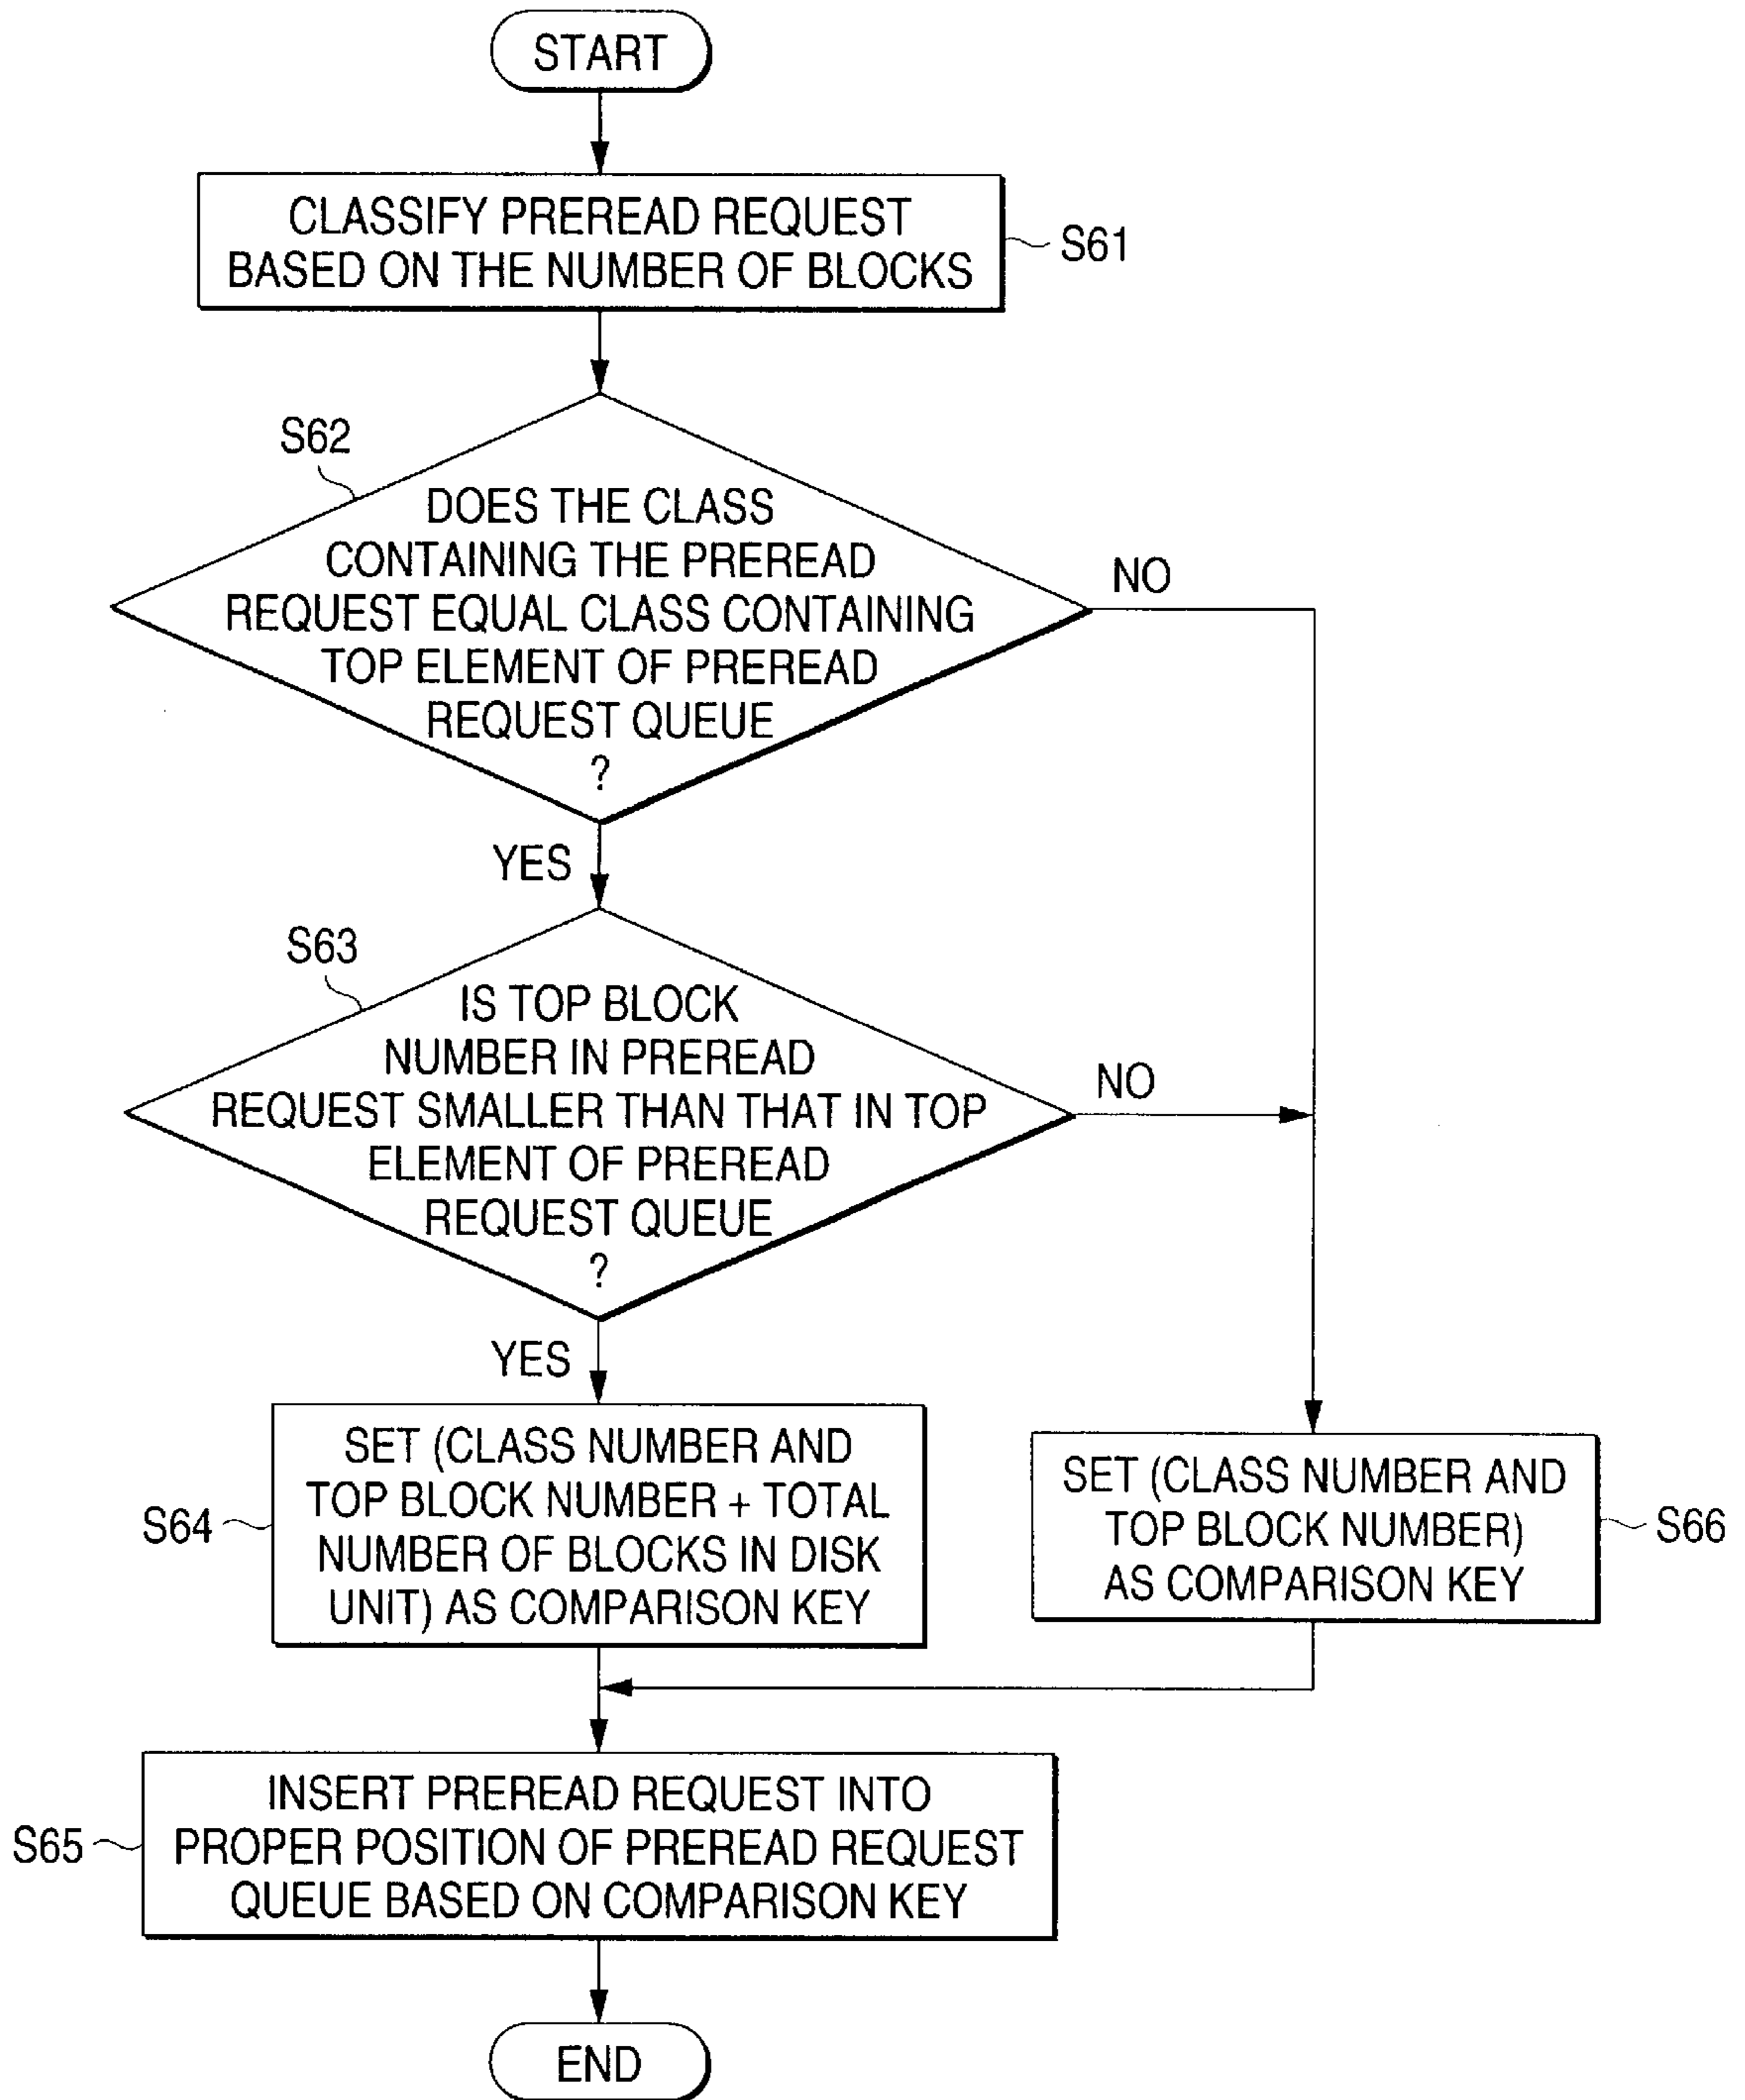 START
CLASSIFY PREREAD REQUEST
BASED ON THE NUMBER OF BLOCKS
S61
S62
DOES THE CLASS
CONTAINING THE PREREAD
REQUEST EQUAL CLASS CONTAINING
TOP ELEMENT OF PREREAD
REQUEST QUEUE
?
NO
YES
S63
IS TOP BLOCK
NUMBER IN PREREAD
REQUEST SMALLER THAN THAT IN TOP
ELEMENT OF PREREAD
REQUEST QUEUE
?
NO
YES
SET (CLASS NUMBER AND
TOP BLOCK NUMBER + TOTAL
NUMBER OF BLOCKS IN DISK
UNIT) AS COMPARISON KEY
S64
SET (CLASS NUMBER AND
TOP BLOCK NUMBER)
AS COMPARISON KEY
S66
INSERT PREREAD REQUEST INTO
PROPER POSITION OF PREREAD REQUEST
QUEUE BASED ON COMPARISON KEY
S65
END